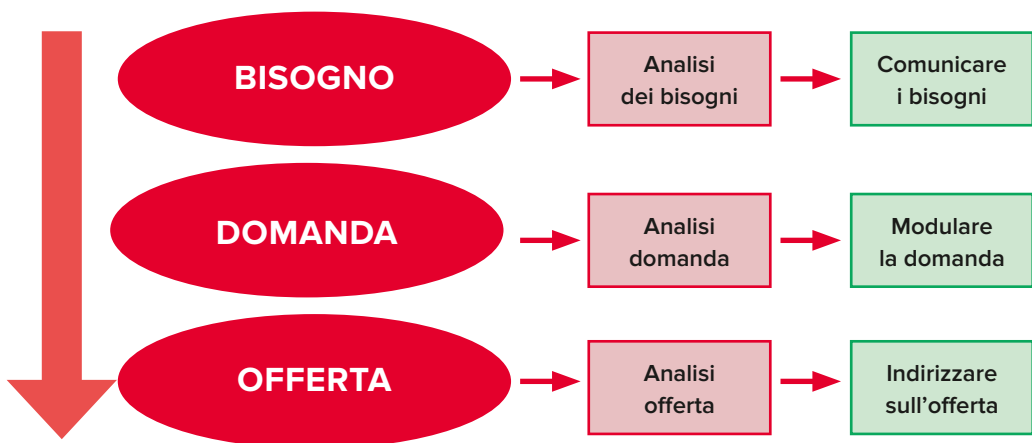 BISOGNO
Analisi
dei bisogni
Comunicare
i bisogni
DOMANDA
Analisi
domanda
Modulare
la domanda
OFFERTA
Analisi
offerta
Indirizzare
sull’offerta